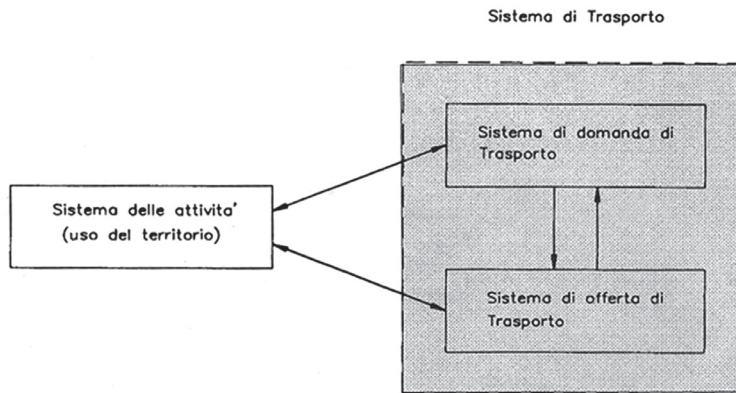 Sistema di Trasporto
Sistema di domanda di
Trasporto
Sistema delle attivita'
(uso del territorio)
Sistema di offerta di
Trasporto